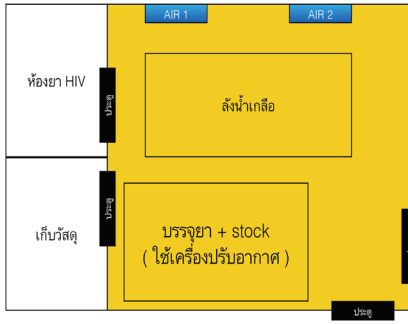 AIR 1
AIR 2
ห้องยา HIV
ประตู
ลังน้ำเกลือ
เก็บวัสดุ
ประตู
บรรจุยา + stock
( ใช้เครื่องปรับอากาศ )
ประตู